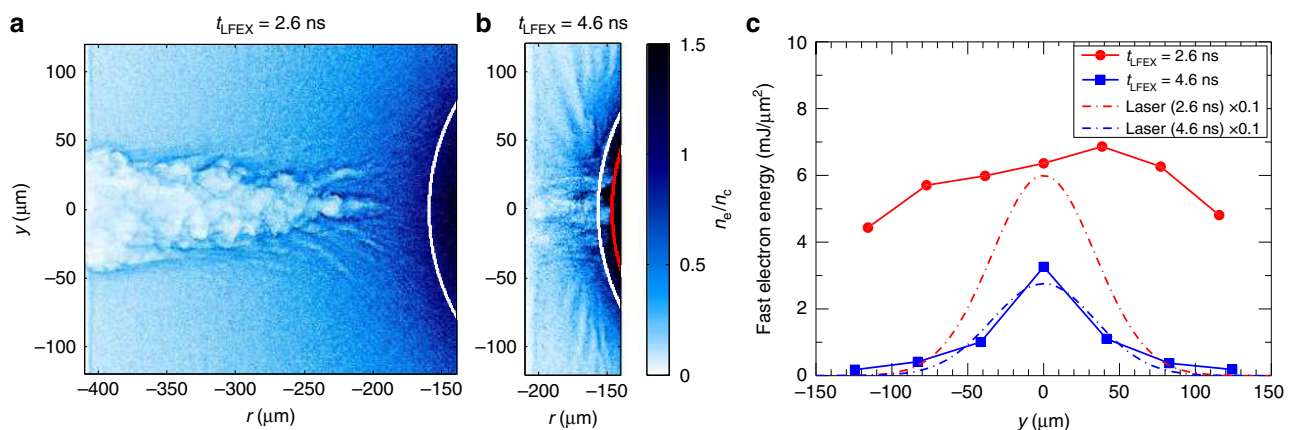 a
t_LFEX = 2.6 ns
100
50
0
−50
−100
y (μm)
−400
−350
−300
−250
−200
r (μm)
b
t_LFEX = 4.6 ns
−200
−140
r (μm)
1.5
1
0.5
0
n_e/n_c
c
10
8
6
4
2
0
Fast electron energy (mJ/μm²)
−150
−100
−50
0
50
100
150
y (μm)
t_LFEX = 2.6 ns
t_LFEX = 4.6 ns
Laser (2.6 ns) ×0.1
Laser (4.6 ns) ×0.1